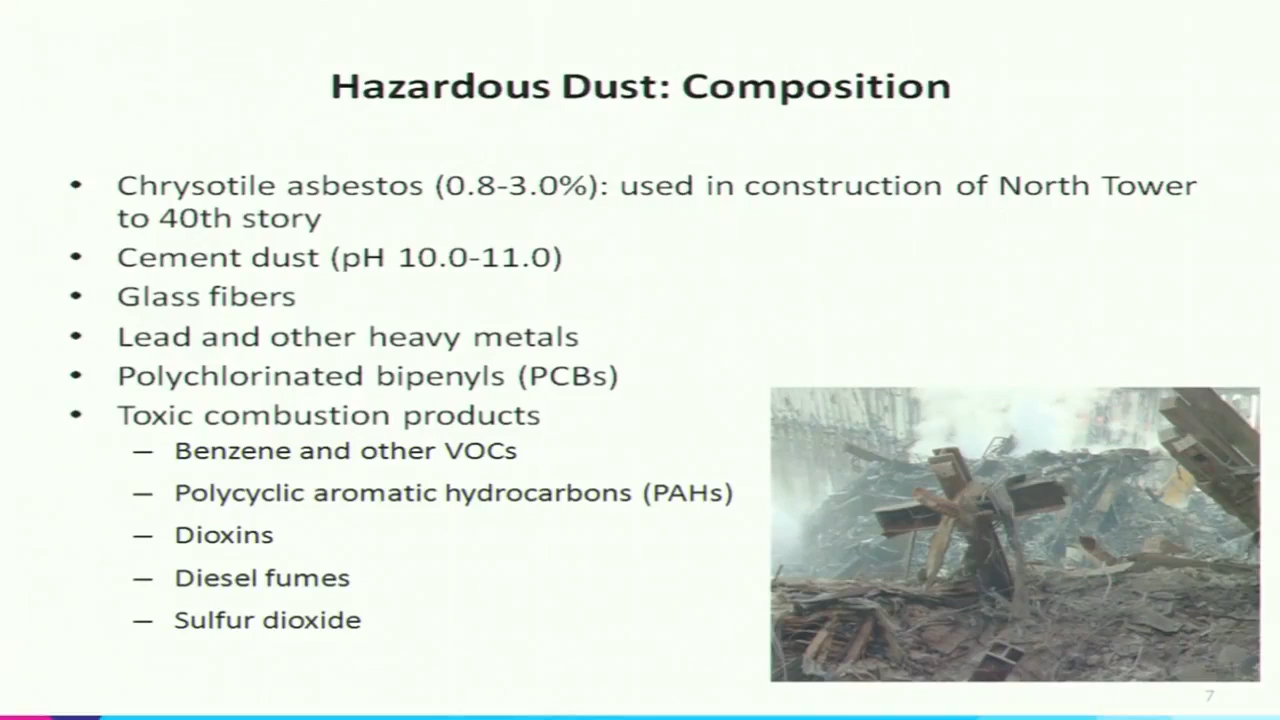 Hazardous Dust: Composition
• Chrysotile asbestos (0.8-3.0%): used in construction of North Tower
to 40th story
• Cement dust (pH 10.0-11.0)
• Glass fibers
• Lead and other heavy metals
• Polychlorinated bipenyls (PCBs)
• Toxic combustion products
– Benzene and other VOCs
– Polycyclic aromatic hydrocarbons (PAHs)
– Dioxins
– Diesel fumes
– Sulfur dioxide
7